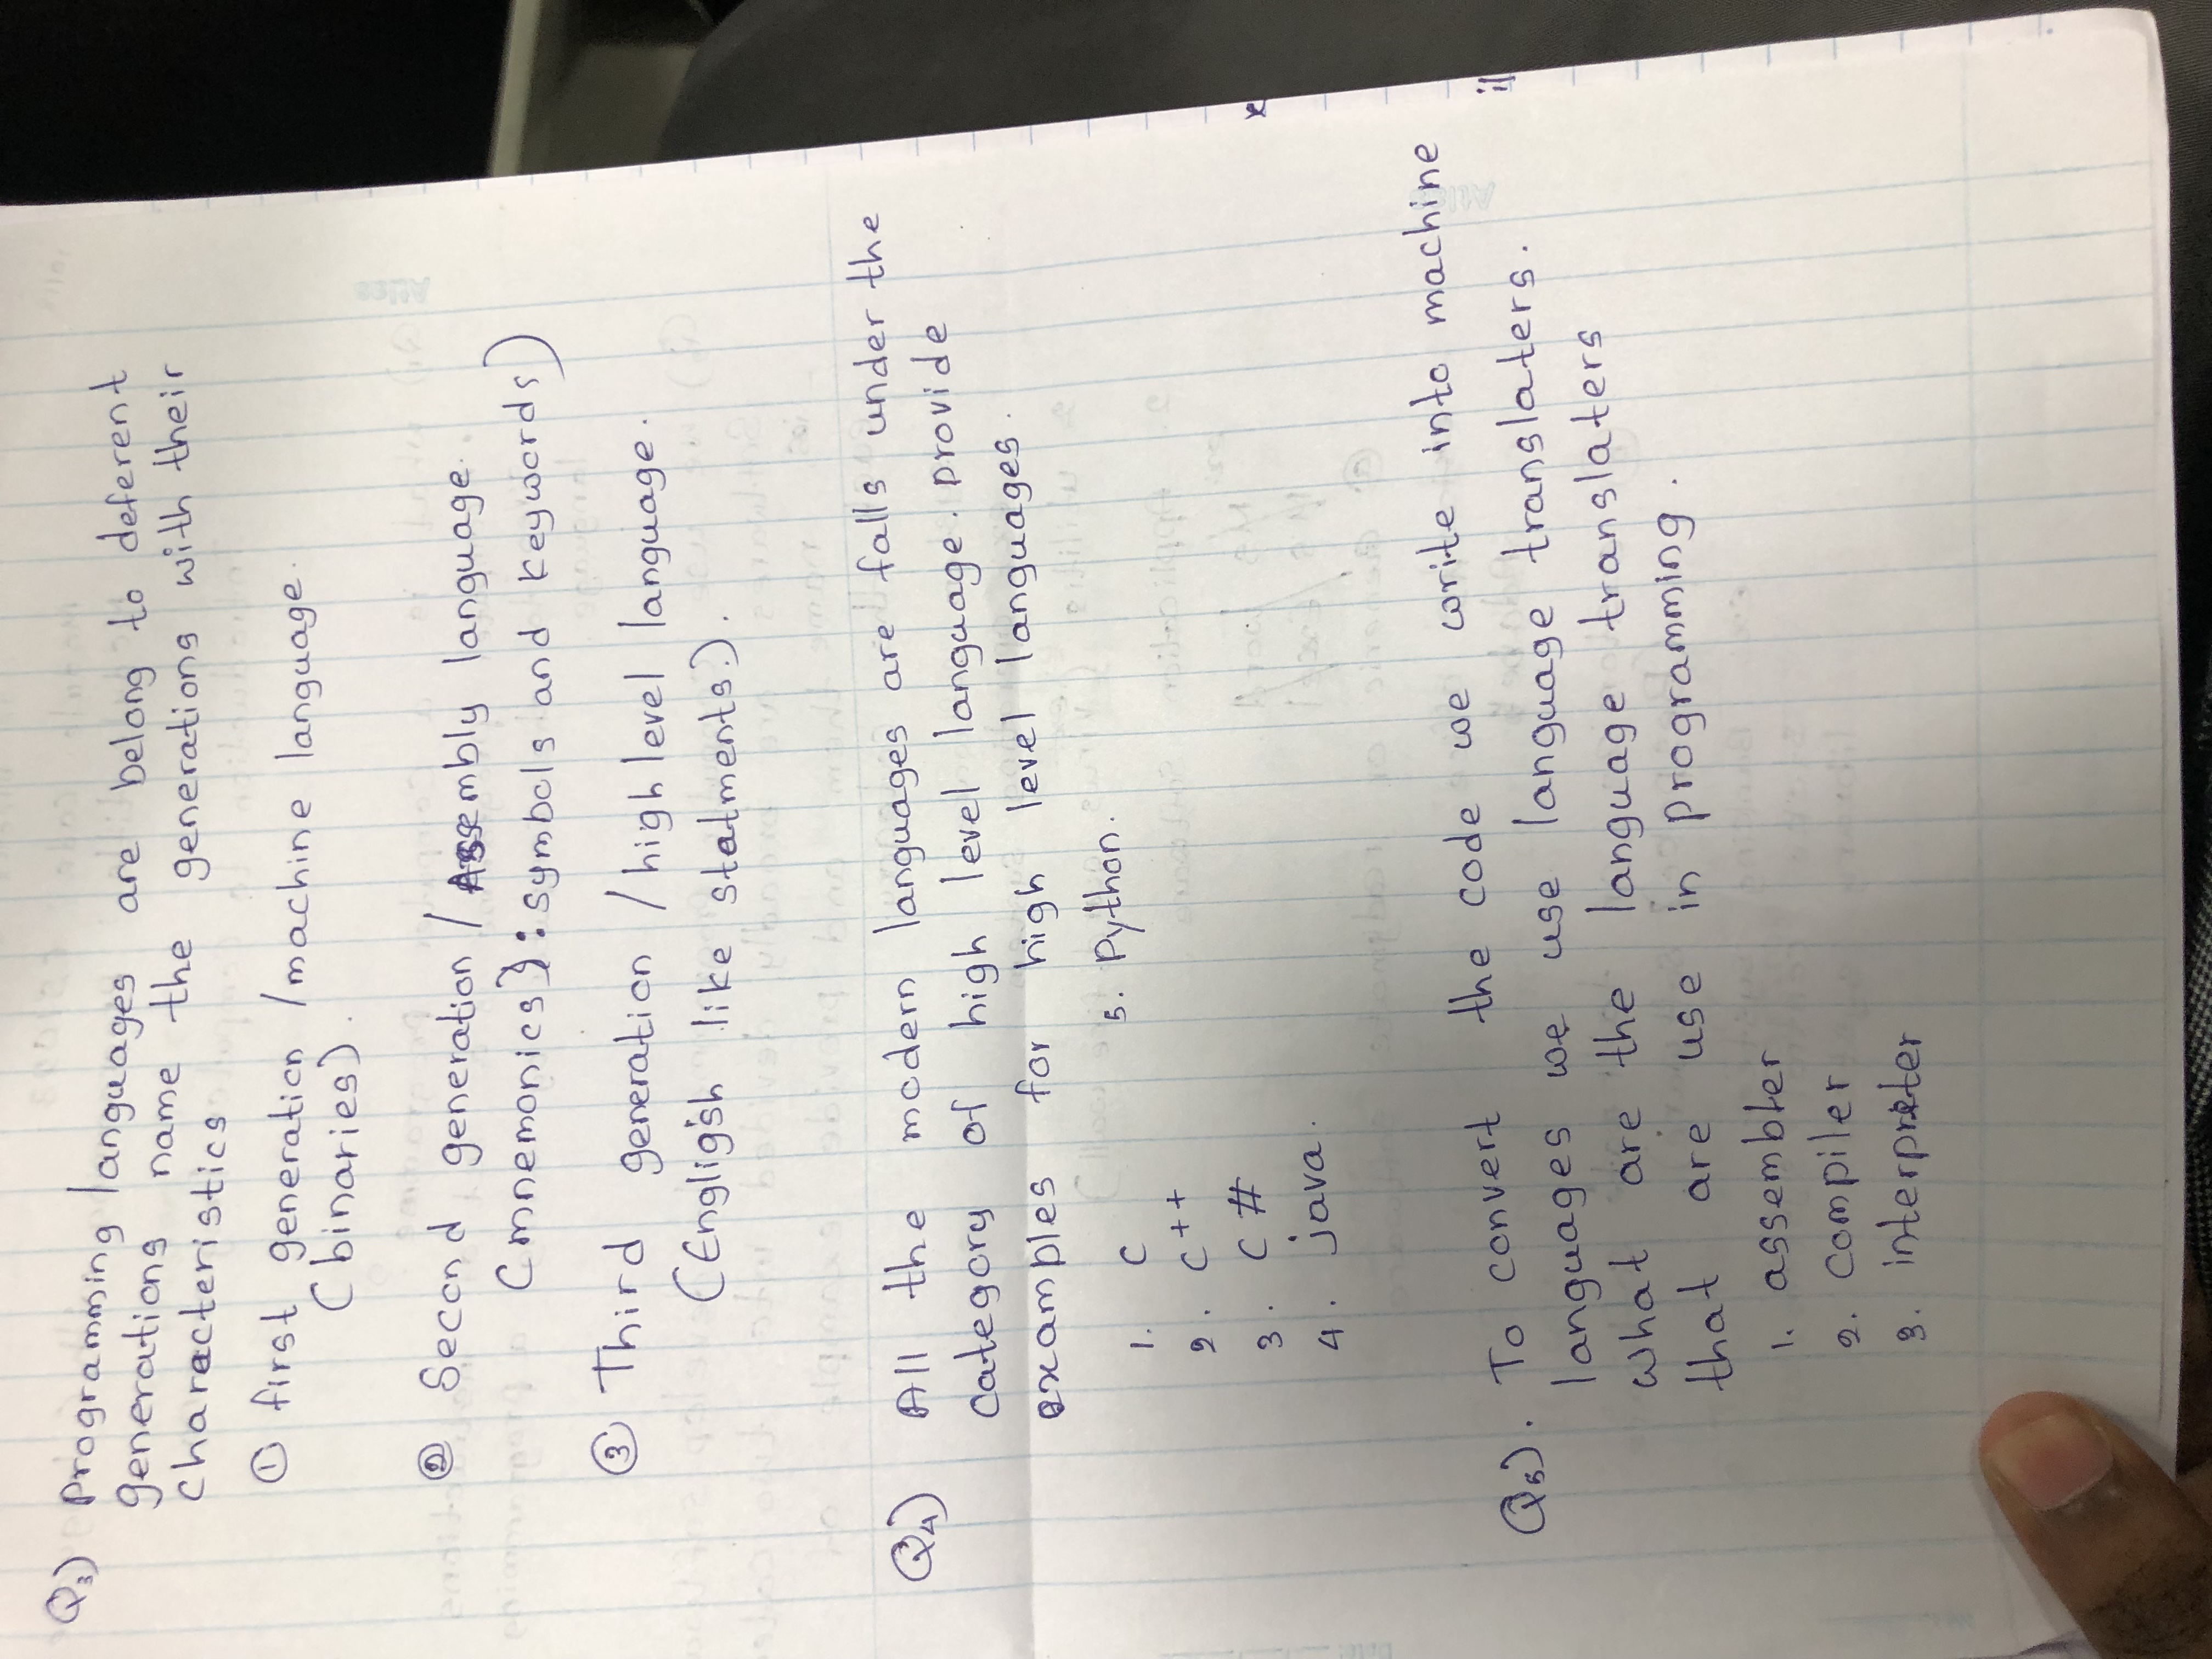 Q3) Programming languages are belong to deferent
generations name the generations with their
charecteristics
① first generation /machine language.
(binaries).
② Second generation /Assembly language.
(mnemonics): symbols and keywords)
③ Third generation /high level language.
(Engligsh like statments.).
Q4) All the modern languages are falls under the
category of high level language. provide
examples for high level languages.
1. C 5. Python.
2. C++
3. C#
4. java.
Q5). To convert the code we write into machine
languages we use language translaters.
What are the language translaters
that are use in programming.
1. assembler
2. compiler
3. interpreter